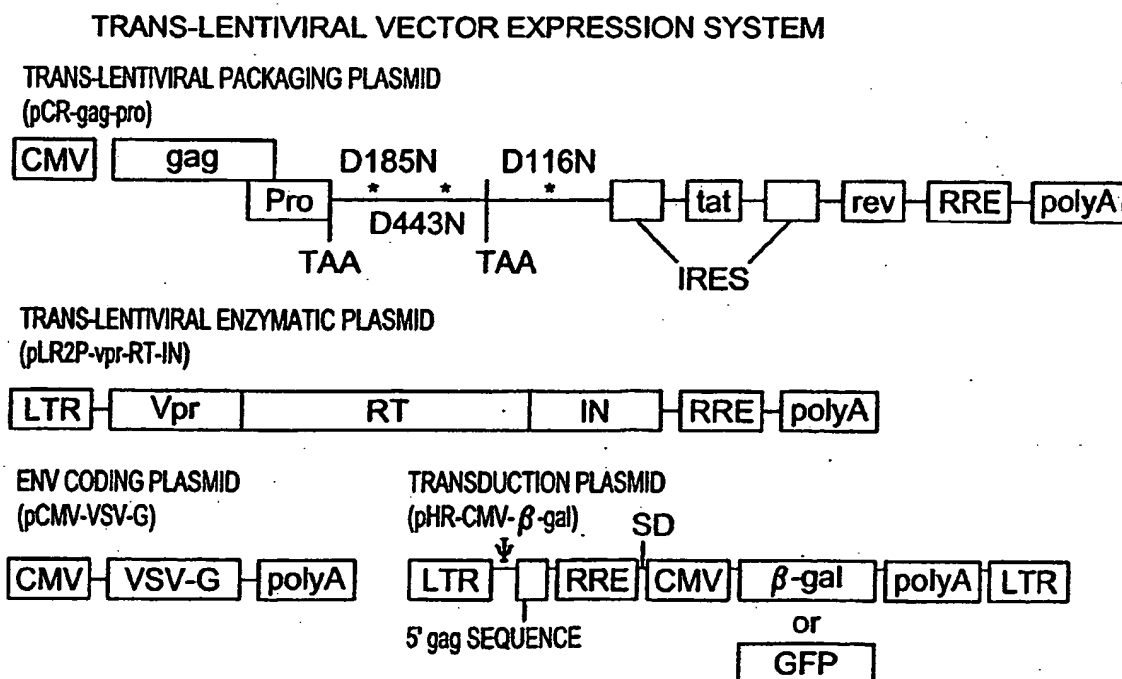 TRANS-LENTIVIRAL VECTOR EXPRESSION SYSTEM
TRANS-LENTIVIRAL PACKAGING PLASMID
(pCR-gag-pro)
CMV gag D185N D116N
Pro * * * tat rev RRE polyA
D443N
TAA TAA IRES
TRANS-LENTIVIRAL ENZYMATIC PLASMID
(pLR2P-vpr-RT-IN)
LTR Vpr RT IN RRE polyA
ENV CODING PLASMID
(pCMV-VSV-G)
CMV VSV-G polyA
TRANSDUCTION PLASMID
(pHR-CMV-β-gal)
Ψ SD
LTR RRE CMV β-gal polyA LTR
5' gag SEQUENCE
or
GFP